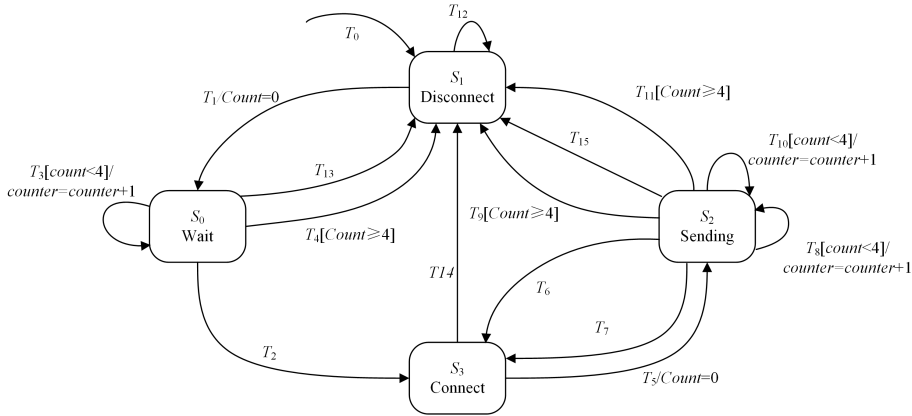 T12
T0
S1
Disconnect
T1/Count=0
T11[Count≥4]
T15
T10[count<4]/
counter=counter+1
T3[count<4]/
counter=counter+1
T13
S0
Wait
T4[Count≥4]
T9[Count≥4]
S2
Sending
T8[count<4]/
counter=counter+1
T14
T6
T7
T2
S3
Connect
T5/Count=0